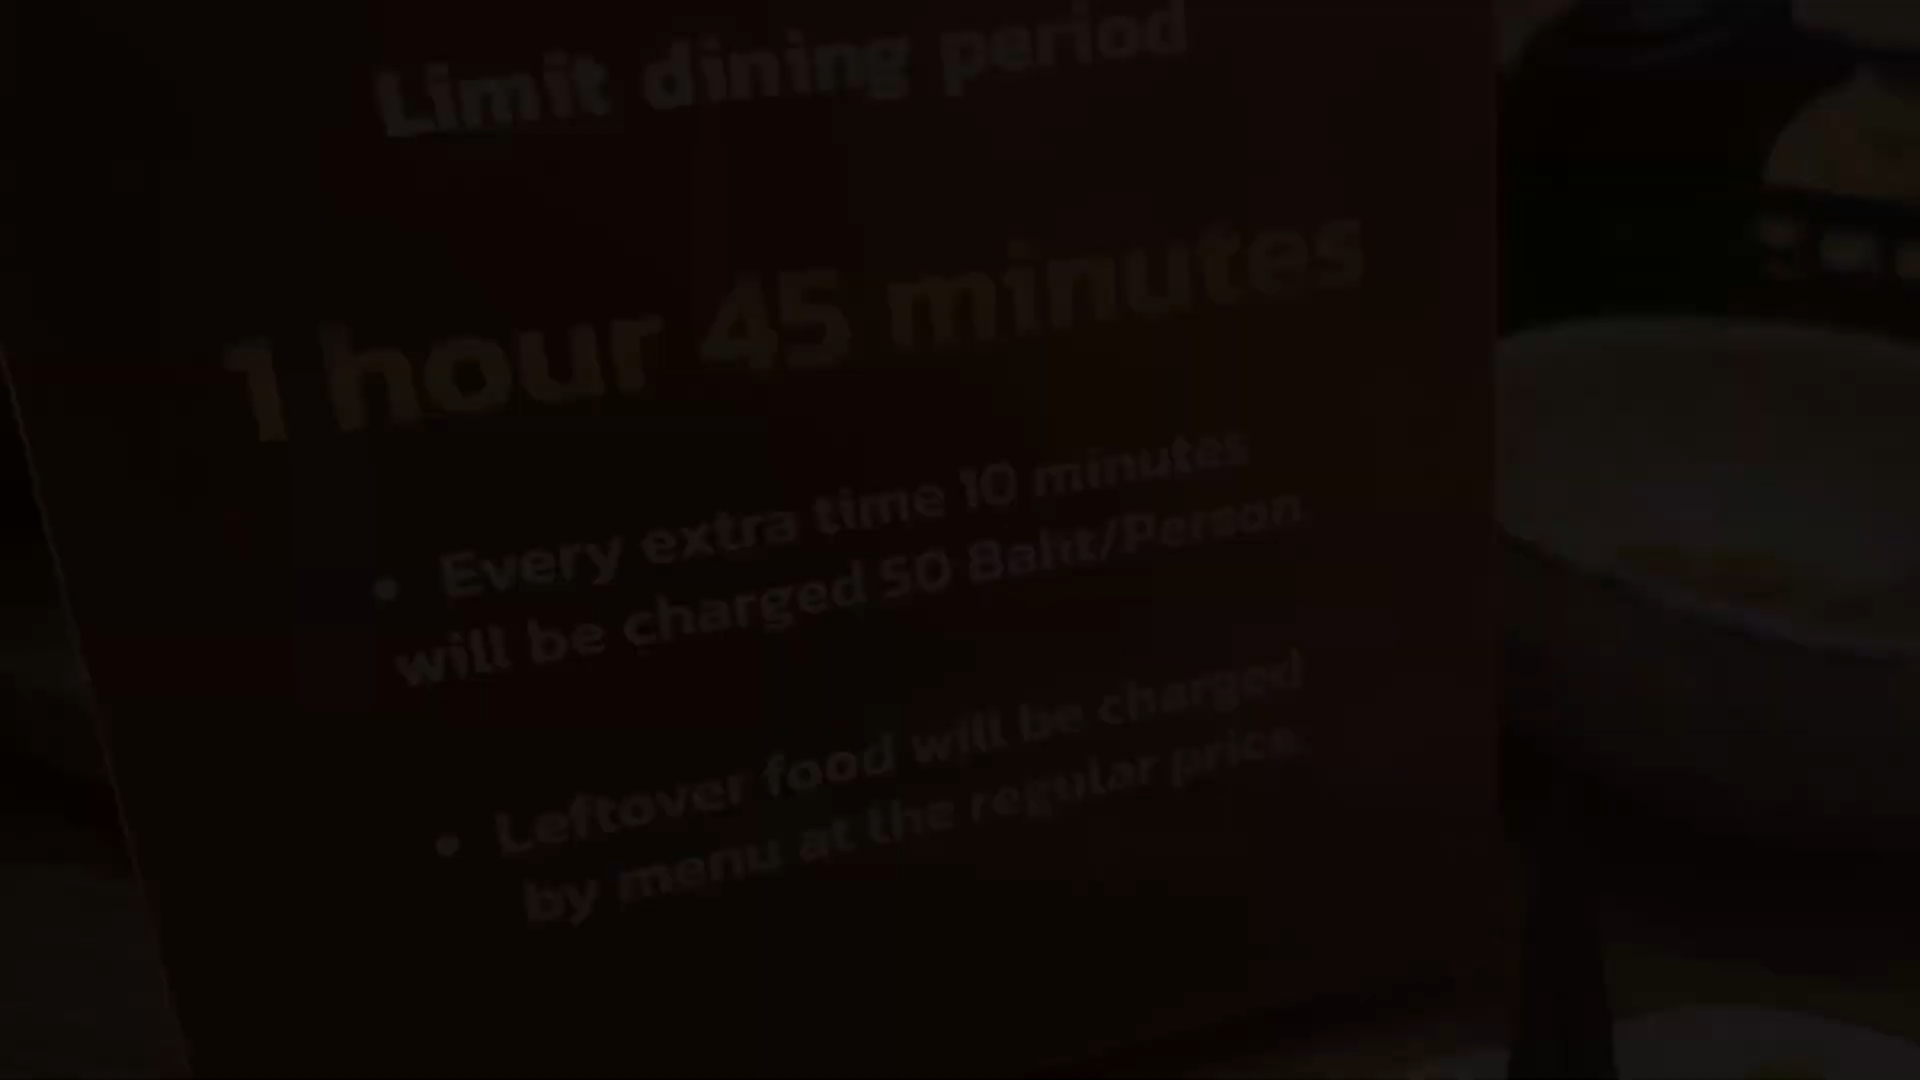 Limit dining period
1 hour 45 minutes
• Every extra time 10 minutes
will be charged 50 Baht/Person.
• Leftover food will be charged
by menu at the regular price.